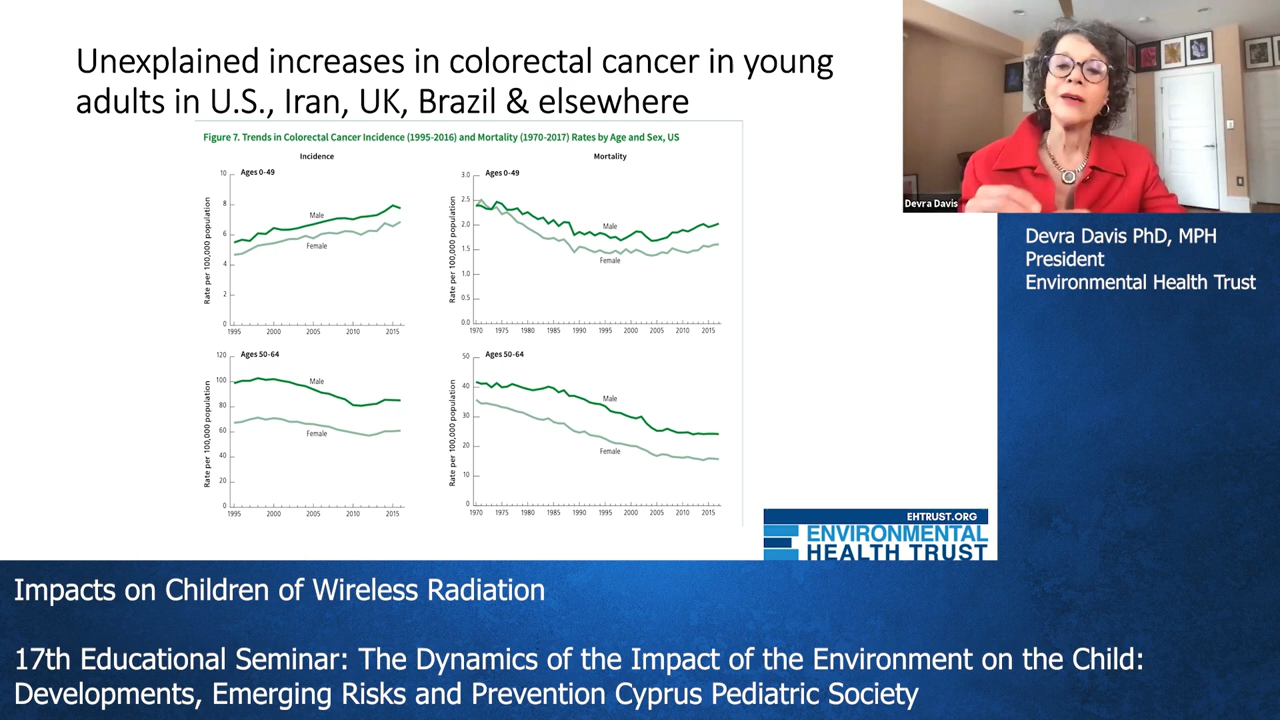 Unexplained increases in colorectal cancer in young
adults in U.S., Iran, UK, Brazil & elsewhere
Figure 7. Trends in Colorectal Cancer Incidence (1995-2016) and Mortality (1970-2017) Rates by Age and Sex, US
Incidence
Ages 0-49
Rate per 100,000 population
10
8
6
4
2
0
Male
Female
1995 2000 2005 2010 2015
Mortality
Ages 0-49
Rate per 100,000 population
3.0
2.5
2.0
1.5
1.0
0.5
0.0
Male
Female
1970 1975 1980 1985 1990 1995 2000 2005 2010 2015
Ages 50-64
Rate per 100,000 population
120
100
80
60
40
20
0
Male
Female
1995 2000 2005 2010 2015
Ages 50-64
Rate per 100,000 population
50
40
30
20
10
0
Male
Female
1970 1975 1980 1985 1990 1995 2000 2005 2010 2015
EHTRUST.ORG
ENVIRONMENTAL
HEALTH TRUST
Devra Davis
Devra Davis PhD, MPH
President
Environmental Health Trust
Impacts on Children of Wireless Radiation
17th Educational Seminar: The Dynamics of the Impact of the Environment on the Child:
Developments, Emerging Risks and Prevention Cyprus Pediatric Society